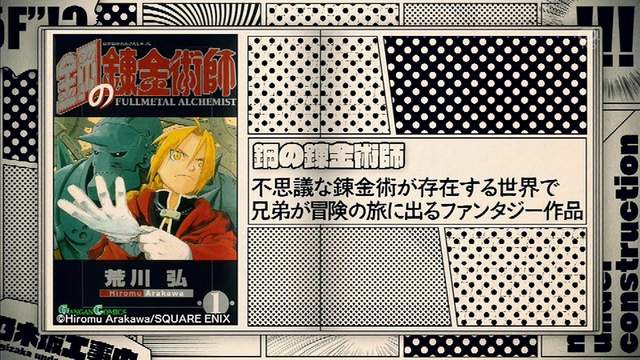 鋼の錬金術師
FULLMETAL ALCHEMIST
荒川 弘
Hiromu Arakawa
GANGAN COMICS
1
©Hiromu Arakawa/SQUARE ENIX
鋼の錬金術師
不思議な錬金術が存在する世界で
兄弟が冒険の旅に出るファンタジー作品
!!!
under
construction